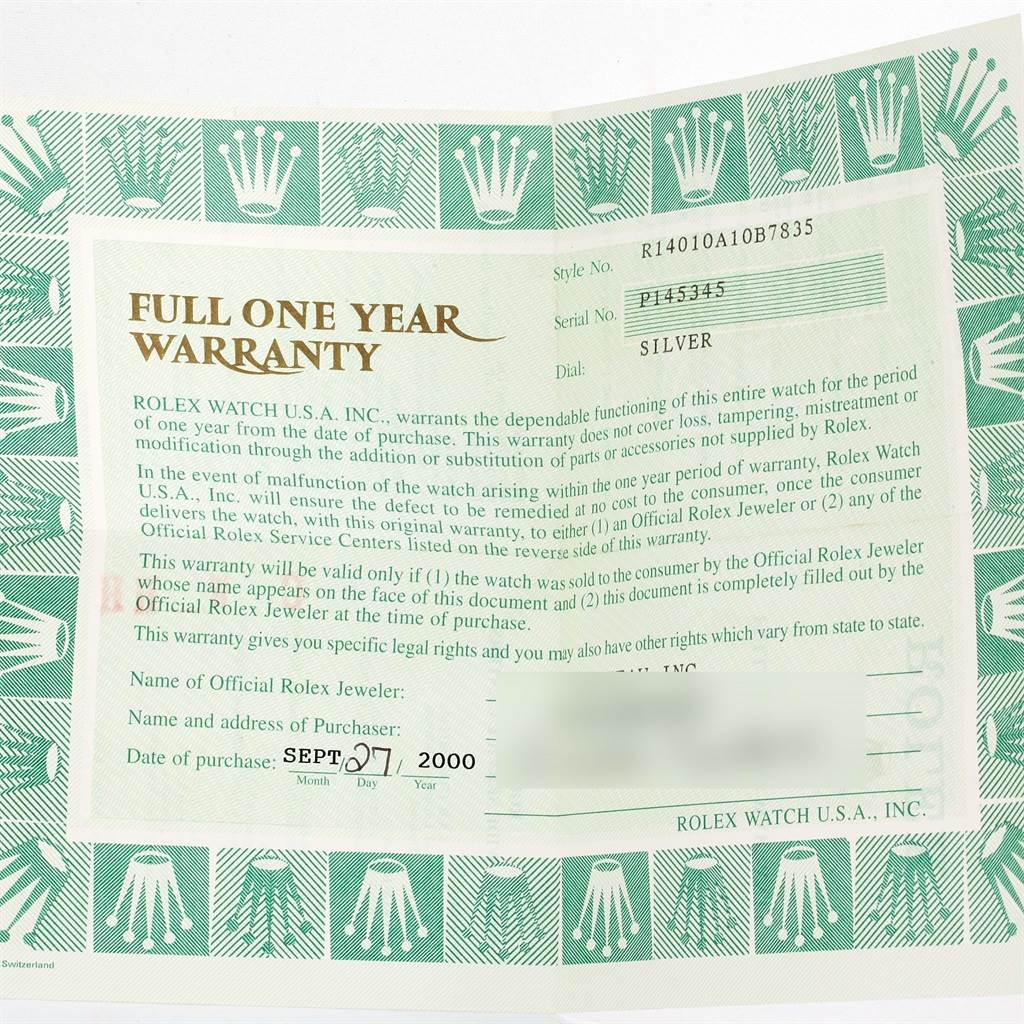 Style No. R14010A10B7835
Serial No. P145345
Dial: SILVER
FULL ONE YEAR
WARRANTY
ROLEX WATCH U.S.A. INC., warrants the dependable functioning of this entire watch for the period
of one year from the date of purchase. This warranty does not cover loss, tampering, mistreatment or
modification through the addition or substitution of parts or accessories not supplied by Rolex.
In the event of malfunction of the watch arising within the one year period of warranty, Rolex Watch
U.S.A., Inc. will ensure the defect to be remedied at no cost to the consumer, once the consumer
delivers the watch, with this original warranty, to either (1) an Official Rolex Jeweler or (2) any of the
Official Rolex Service Centers listed on the reverse side of this warranty.
This warranty will be valid only if (1) the watch was sold to the consumer by the Official Rolex Jeweler
whose name appears on the face of this document and (2) this document is completely filled out by the
Official Rolex Jeweler at the time of purchase.
This warranty gives you specific legal rights and you may also have other rights which vary from state to state.
INC
Name of Official Rolex Jeweler:
Name and address of Purchaser:
Date of purchase: SEPT/27/ 2000
Month Day Year
ROLEX WATCH U.S.A., INC.
Switzerland